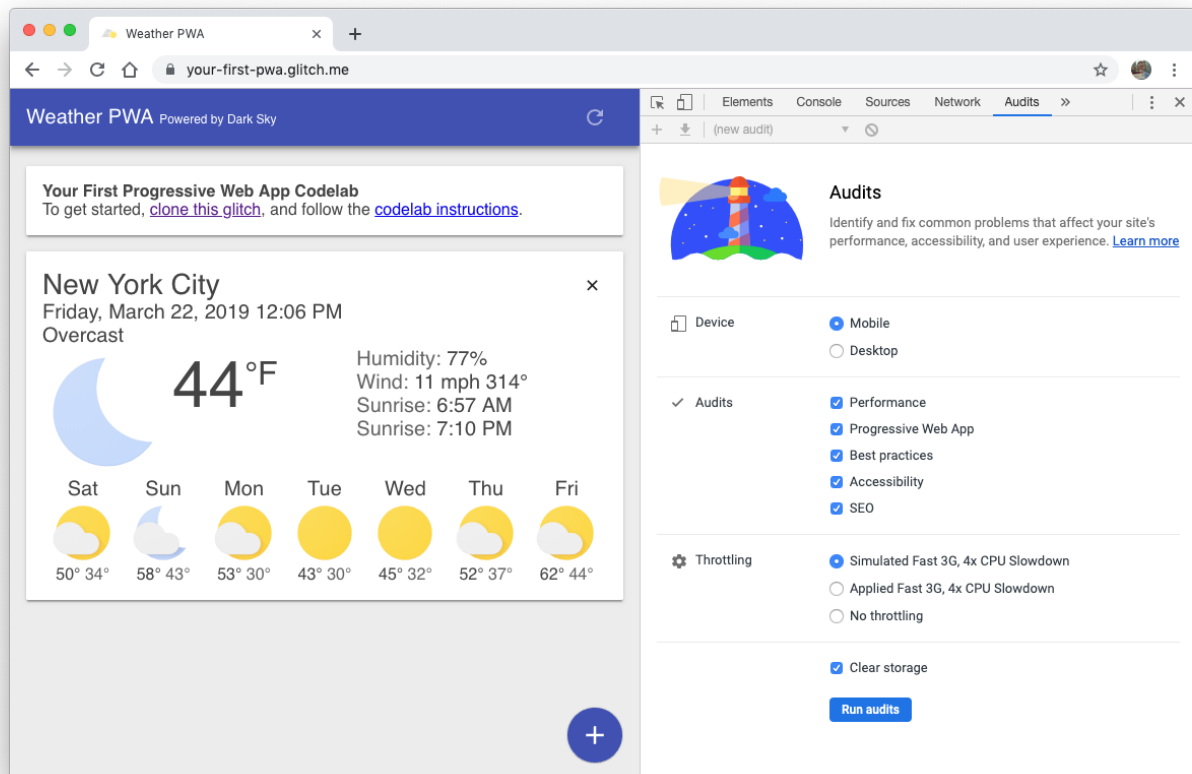 Weather PWA
your-first-pwa.glitch.me
Weather PWA Powered by Dark Sky
Your First Progressive Web App Codelab
To get started, clone this glitch, and follow the codelab instructions.
New York City
Friday, March 22, 2019 12:06 PM
Overcast
44°F
Humidity: 77%
Wind: 11 mph 314°
Sunrise: 6:57 AM
Sunrise: 7:10 PM
Sat Sun Mon Tue Wed Thu Fri
50° 34° 58° 43° 53° 30° 43° 30° 45° 32° 52° 37° 62° 44°
Elements Console Sources Network Audits
(new audit)
Audits
Identify and fix common problems that affect your site's
performance, accessibility, and user experience. Learn more
Device
Mobile
Desktop
Audits
Performance
Progressive Web App
Best practices
Accessibility
SEO
Throttling
Simulated Fast 3G, 4x CPU Slowdown
Applied Fast 3G, 4x CPU Slowdown
No throttling
Clear storage
Run audits